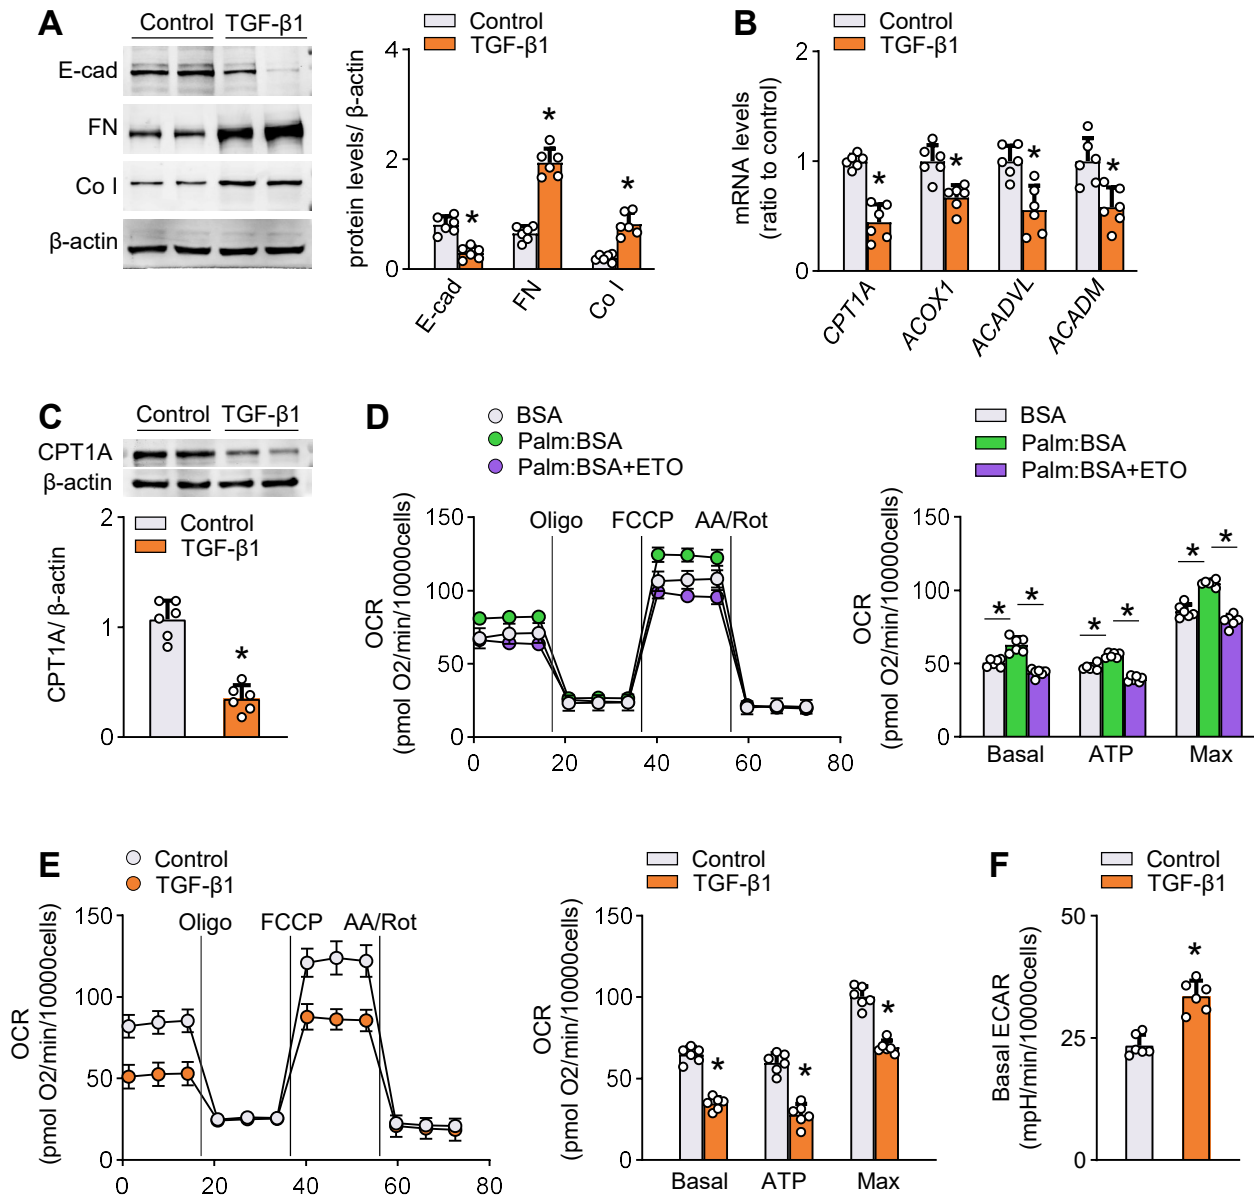 A
Control TGF-β1
E-cad
FN
Co I
β-actin
Control
TGF-β1
protein levels/ β-actin
4
2
0
* * *
E-cad FN Co I
B
Control
TGF-β1
mRNA levels
(ratio to control)
2
1
0
* * * *
CPT1A ACOX1 ACADVL ACADM
C
Control TGF-β1
CPT1A
β-actin
Control
TGF-β1
CPT1A/ β-actin
2
1
0
*
D
BSA
Palm:BSA
Palm:BSA+ETO
OCR
(pmol O2/min/10000cells)
Oligo FCCP AA/Rot
150
100
50
0
0 20 40 60 80
BSA
Palm:BSA
Palm:BSA+ETO
OCR
(pmol O2/min/10000cells)
150
100
50
0
* * * * * *
Basal ATP Max
E
Control
TGF-β1
OCR
(pmol O2/min/10000cells)
Oligo FCCP AA/Rot
150
100
50
0
0 20 40 60 80
Control
TGF-β1
OCR
(pmol O2/min/10000cells)
150
100
50
0
* * *
Basal ATP Max
F
Control
TGF-β1
Basal ECAR
(mpH/min/10000cells)
50
25
0
*